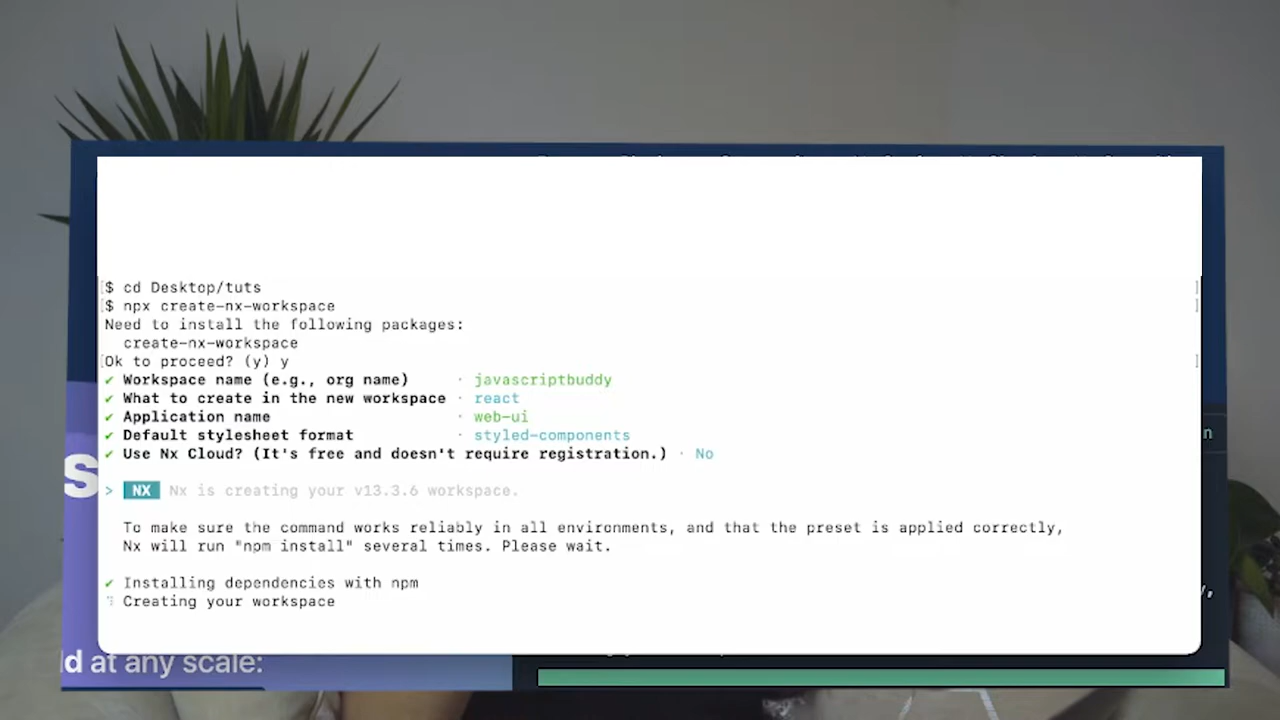 $ cd Desktop/tuts
$ npx create-nx-workspace
Need to install the following packages:
create-nx-workspace
Ok to proceed? (y) y
✔ Workspace name (e.g., org name) · javascriptbuddy
✔ What to create in the new workspace · react
✔ Application name · web-ui
✔ Default stylesheet format · styled-components
✔ Use Nx Cloud? (It's free and doesn't require registration.) · No
> NX Nx is creating your v13.3.6 workspace.
To make sure the command works reliably in all environments, and that the preset is applied correctly,
Nx will run "npm install" several times. Please wait.
✔ Installing dependencies with npm
Creating your workspace
at any scale: